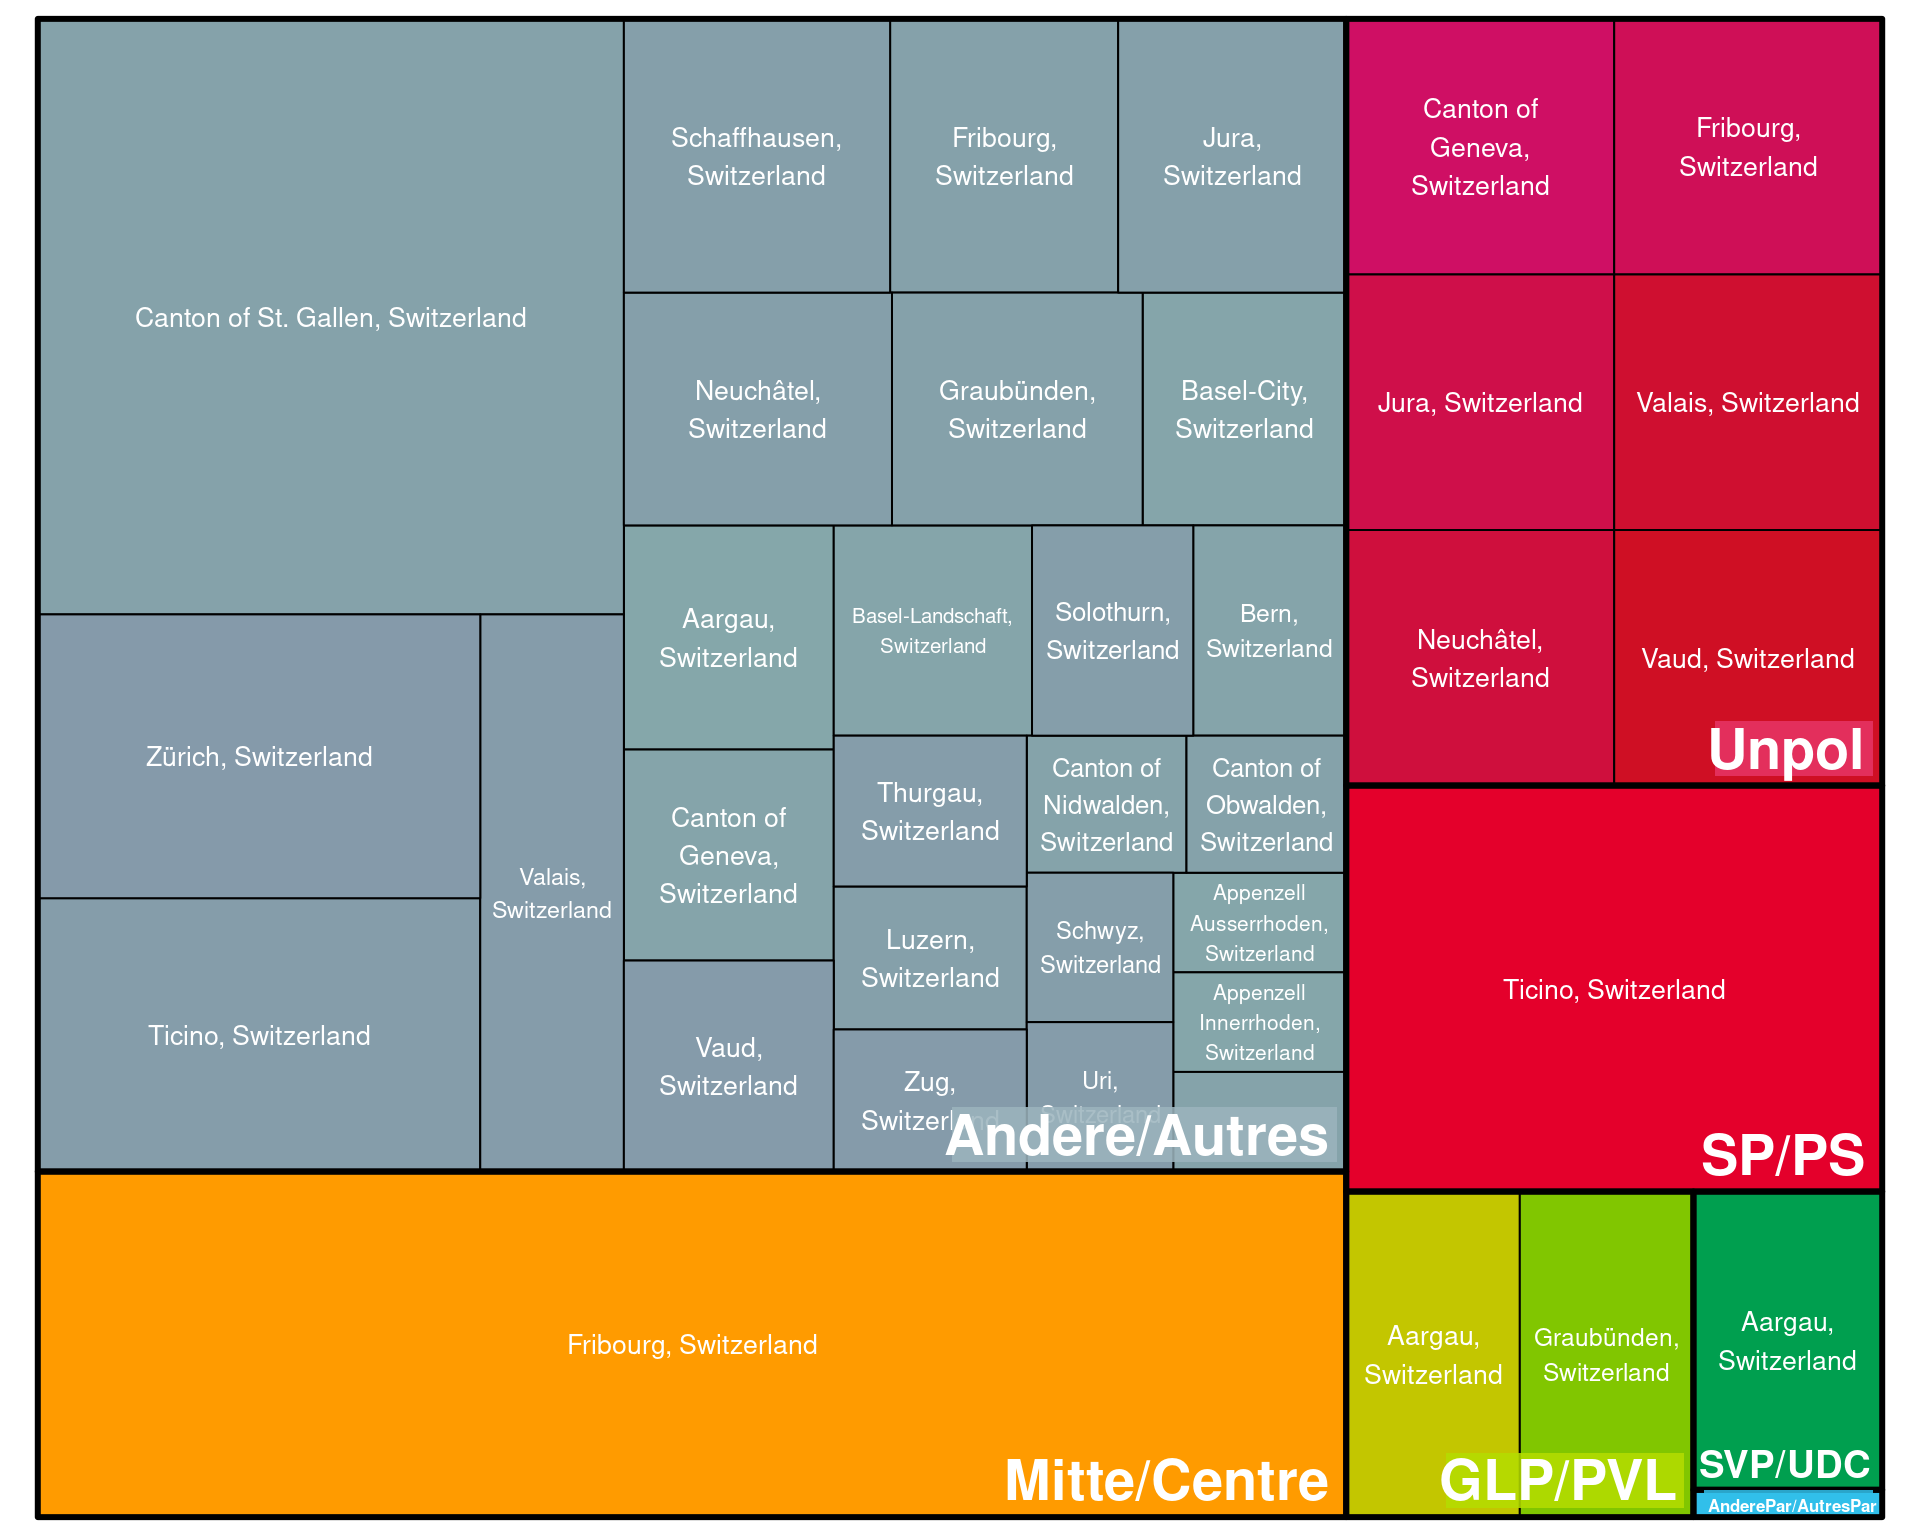 Canton of St. Gallen, Switzerland
Schaffhausen,
Switzerland
Fribourg,
Switzerland
Jura,
Switzerland
Neuchâtel,
Switzerland
Graubünden,
Switzerland
Basel-City,
Switzerland
Zürich, Switzerland
Ticino, Switzerland
Valais,
Switzerland
Aargau,
Switzerland
Basel-Landschaft,
Switzerland
Solothurn,
Switzerland
Bern,
Switzerland
Canton of
Geneva,
Switzerland
Vaud,
Switzerland
Thurgau,
Switzerland
Canton of
Nidwalden,
Switzerland
Canton of
Obwalden,
Switzerland
Luzern,
Switzerland
Schwyz,
Switzerland
Appenzell
Ausserrhoden,
Switzerland
Appenzell
Innerrhoden,
Switzerland
Zug,
Switzerland
Uri,
Switzerland
Andere/Autres
Fribourg, Switzerland
Mitte/Centre
Canton of
Geneva,
Switzerland
Fribourg,
Switzerland
Jura, Switzerland
Valais, Switzerland
Neuchâtel,
Switzerland
Vaud, Switzerland
Unpol
Ticino, Switzerland
SP/PS
Aargau,
Switzerland
Graubünden,
Switzerland
GLP/PVL
Aargau,
Switzerland
SVP/UDC
AnderePar/AutresPar